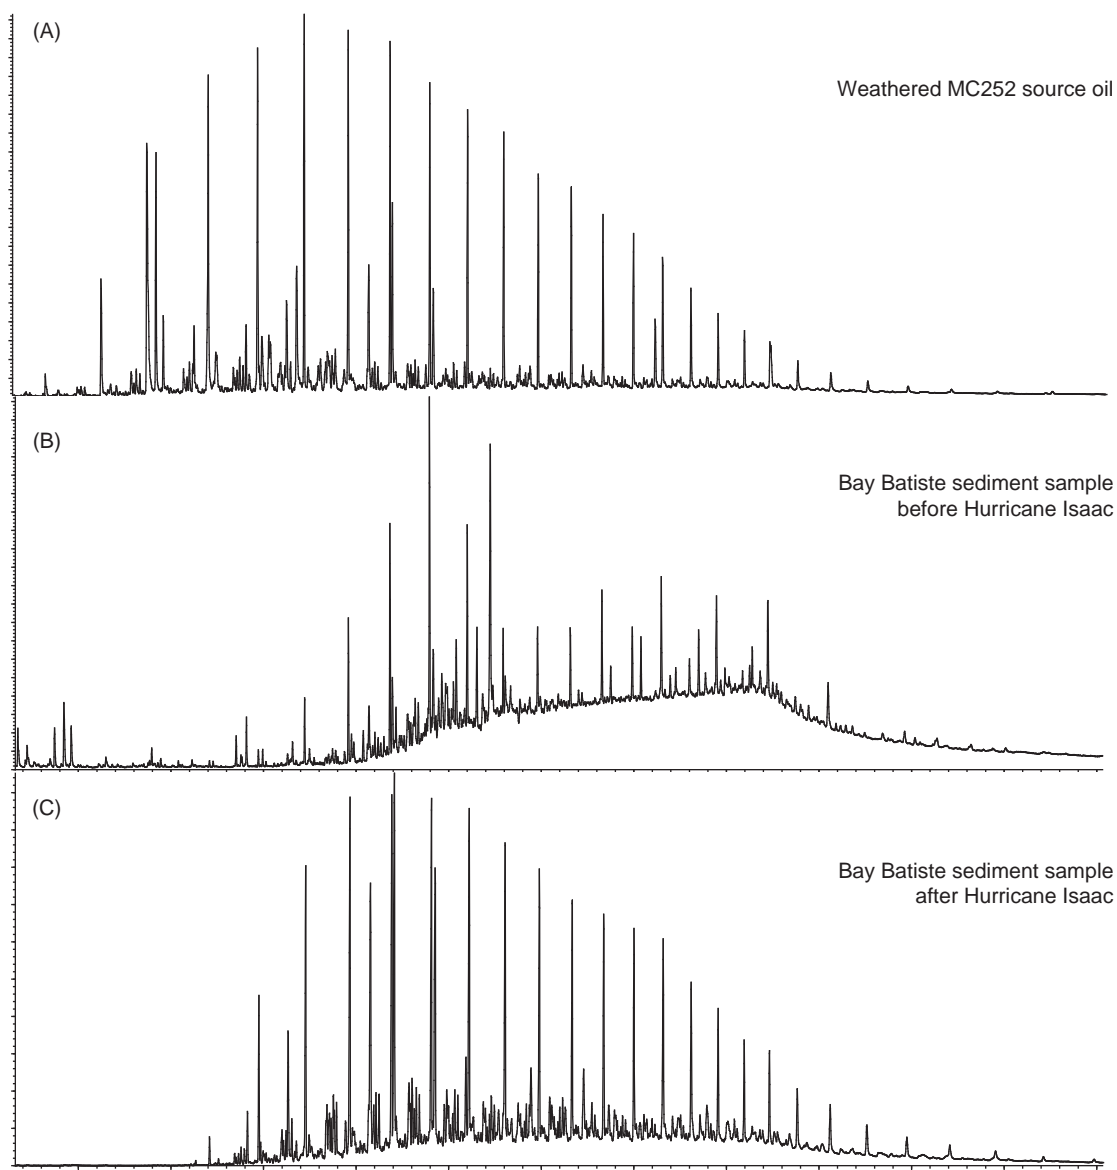 (A)
Weathered MC252 source oil
(B)
Bay Batiste sediment sample
before Hurricane Isaac
(C)
Bay Batiste sediment sample
after Hurricane Isaac